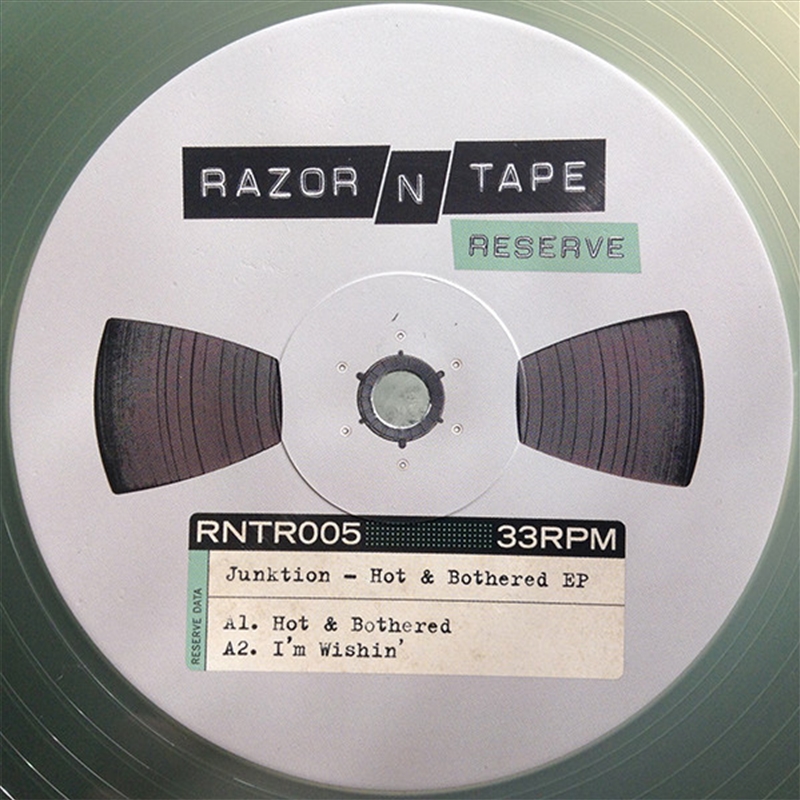 RAZOR N TAPE
RESERVE
RNTR005 33RPM
RESERVE DATA
Junktion - Hot & Bothered EP
A1. Hot & Bothered
A2. I'm Wishin'